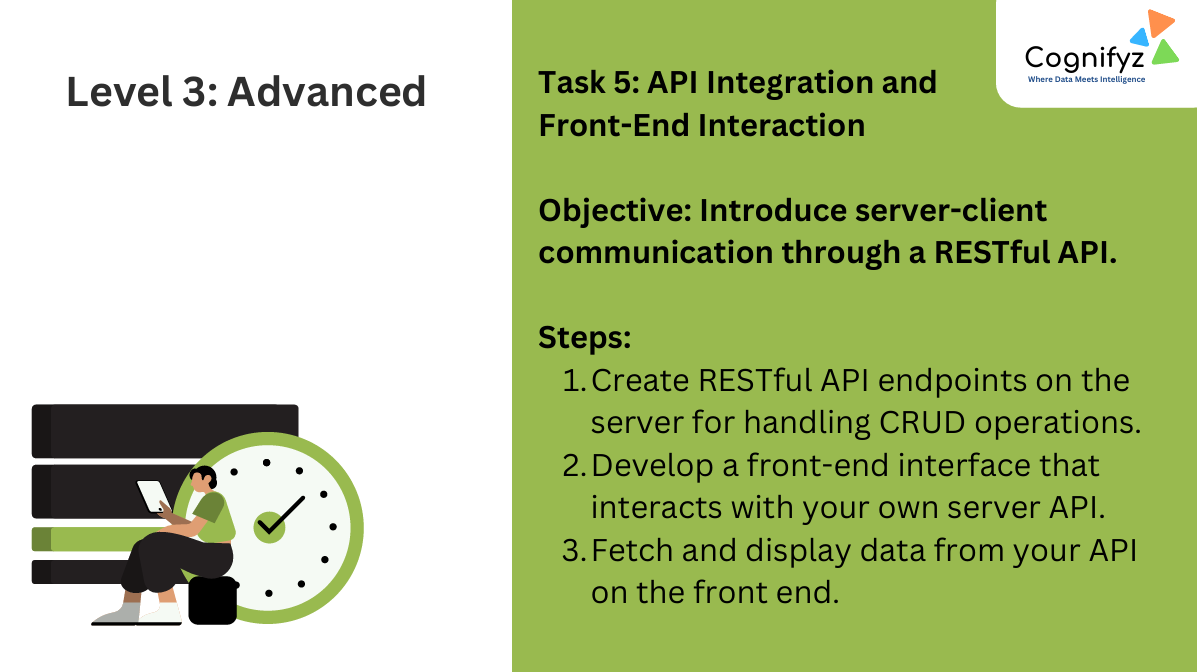 Level 3: Advanced
Cognifyz
Where Data Meets Intelligence
Task 5: API Integration and
Front-End Interaction
Objective: Introduce server-client
communication through a RESTful API.
Steps:
1. Create RESTful API endpoints on the
server for handling CRUD operations.
2. Develop a front-end interface that
interacts with your own server API.
3. Fetch and display data from your API
on the front end.